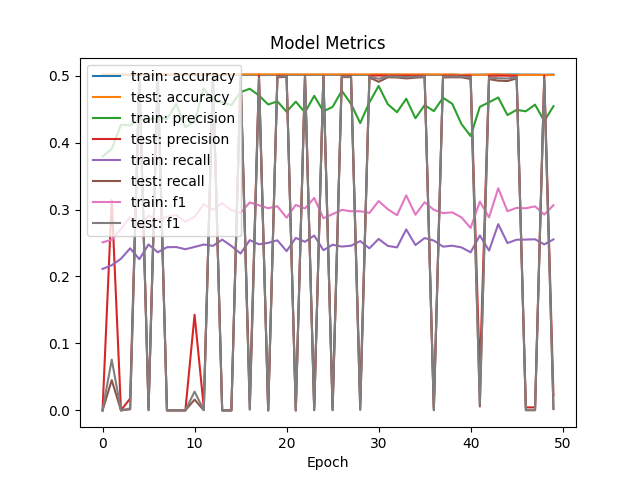 Model Metrics
train: accuracy
test: accuracy
train: precision
test: precision
train: recall
test: recall
train: f1
test: f1
0.5
0.4
0.3
0.2
0.1
0.0
0 10 20 30 40 50
Epoch